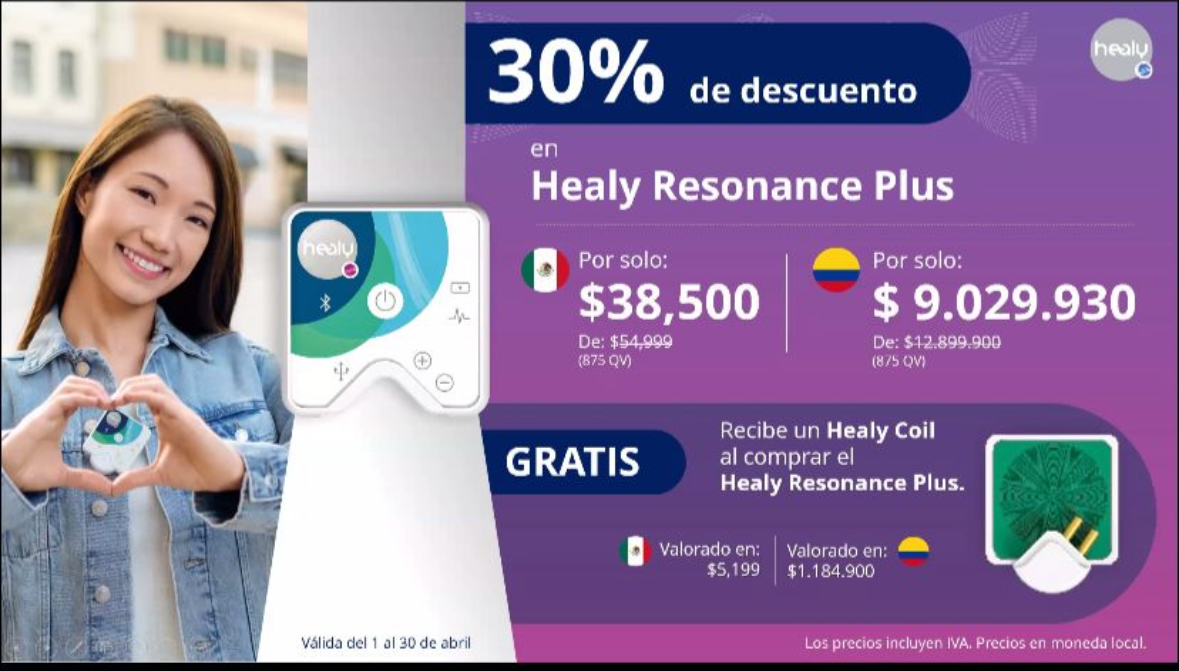 30% de descuento
healy
en
Healy Resonance Plus
healy
Por solo:
$38,500
De: $54,999
(875 QV)
Por solo:
$ 9.029.930
De: $12.899.900
(875 QV)
GRATIS
Recibe un Healy Coil
al comprar el
Healy Resonance Plus.
Valorado en:
$5,199
Valorado en:
$1.184.900
Válida del 1 al 30 de abril
Los precios incluyen IVA. Precios en moneda local.